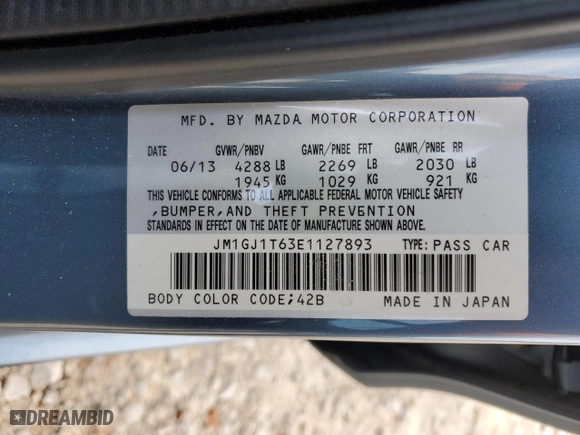 MFD. BY MAZDA MOTOR CORPORATION
DATE GVWR/PNBV GAWR/PNBE FRT GAWR/PNBE RR
06/13 4288 LB 2269 LB 2030 LB
1945 KG 1029 KG 921 KG
THIS VEHICLE CONFORMS TO ALL APPLICABLE FEDERAL MOTOR VEHICLE SAFETY
,BUMPER,AND THEFT PREVENTION
STANDARDS IN EFFECT ON THE DATE OF MANUFACTURE SHOWN ABOVE.
JM1GJ1T63E1127893 TYPE: PASS CAR
BODY COLOR CODE;42B MADE IN JAPAN
DREAMBID